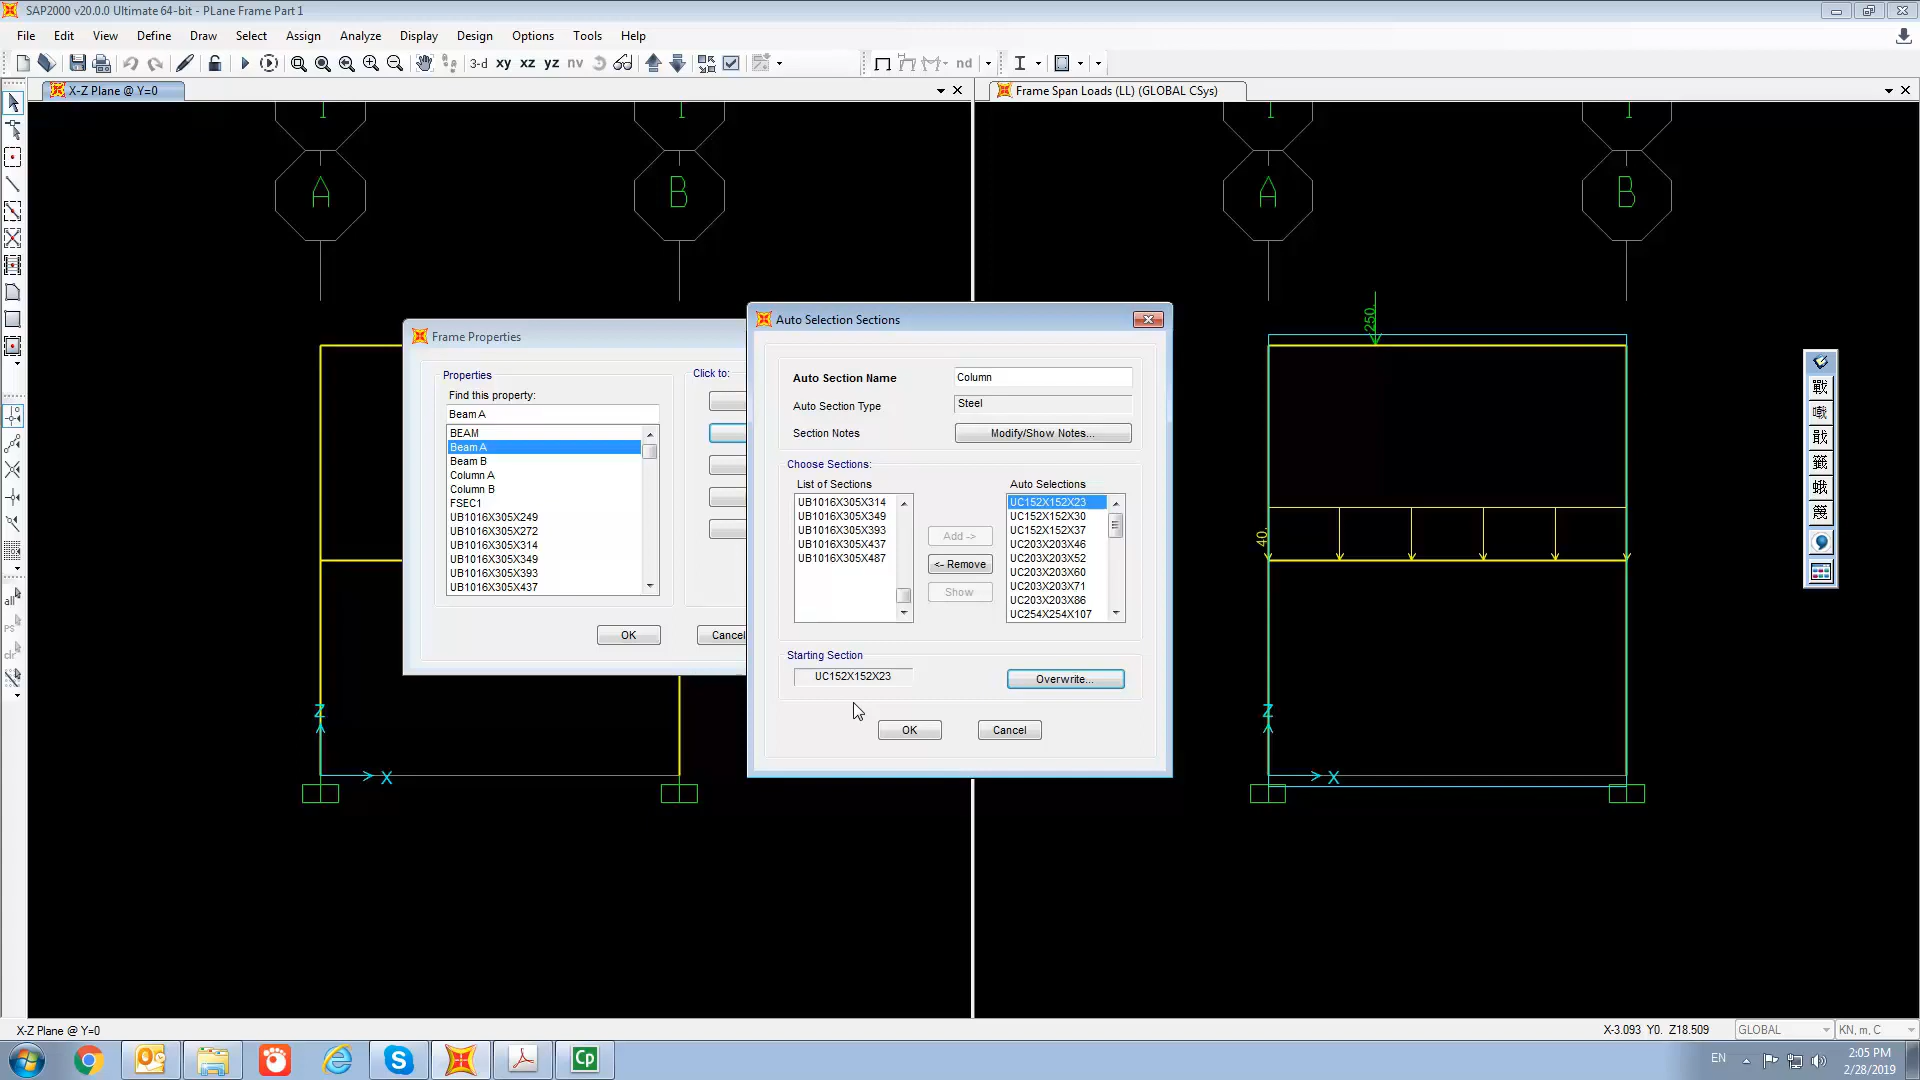 SAP2000 v20.0.0 Ultimate 64-bit - PLane Frame Part 1
File Edit View Define Draw Select Assign Analyze Display Design Options Tools Help
3-d xy xz yz nv nd
X-Z Plane @ Y=0
Frame Span Loads (LL) (GLOBAL CSys)
A
B
A
B
250.
40.
Z
X
Z
X
all
PS
clr
Frame Properties
Properties
Find this property:
Beam A
BEAM
Beam A
Beam B
Column A
Column B
FSEC1
UB1016X305X249
UB1016X305X272
UB1016X305X314
UB1016X305X349
UB1016X305X393
UB1016X305X437
Click to:
OK
Cancel
Auto Selection Sections
Auto Section Name
Column
Auto Section Type
Steel
Section Notes
Modify/Show Notes...
Choose Sections:
List of Sections
UB1016X305X314
UB1016X305X349
UB1016X305X393
UB1016X305X437
UB1016X305X487
Add ->
<- Remove
Show
Auto Selections
UC152X152X23
UC152X152X30
UC152X152X37
UC203X203X46
UC203X203X52
UC203X203X60
UC203X203X71
UC203X203X86
UC254X254X107
Starting Section
UC152X152X23
Overwrite...
OK
Cancel
X-Z Plane @ Y=0
X-3.093 Y0. Z18.509
GLOBAL
KN, m, C
Cp
EN
2:05 PM
2/28/2019